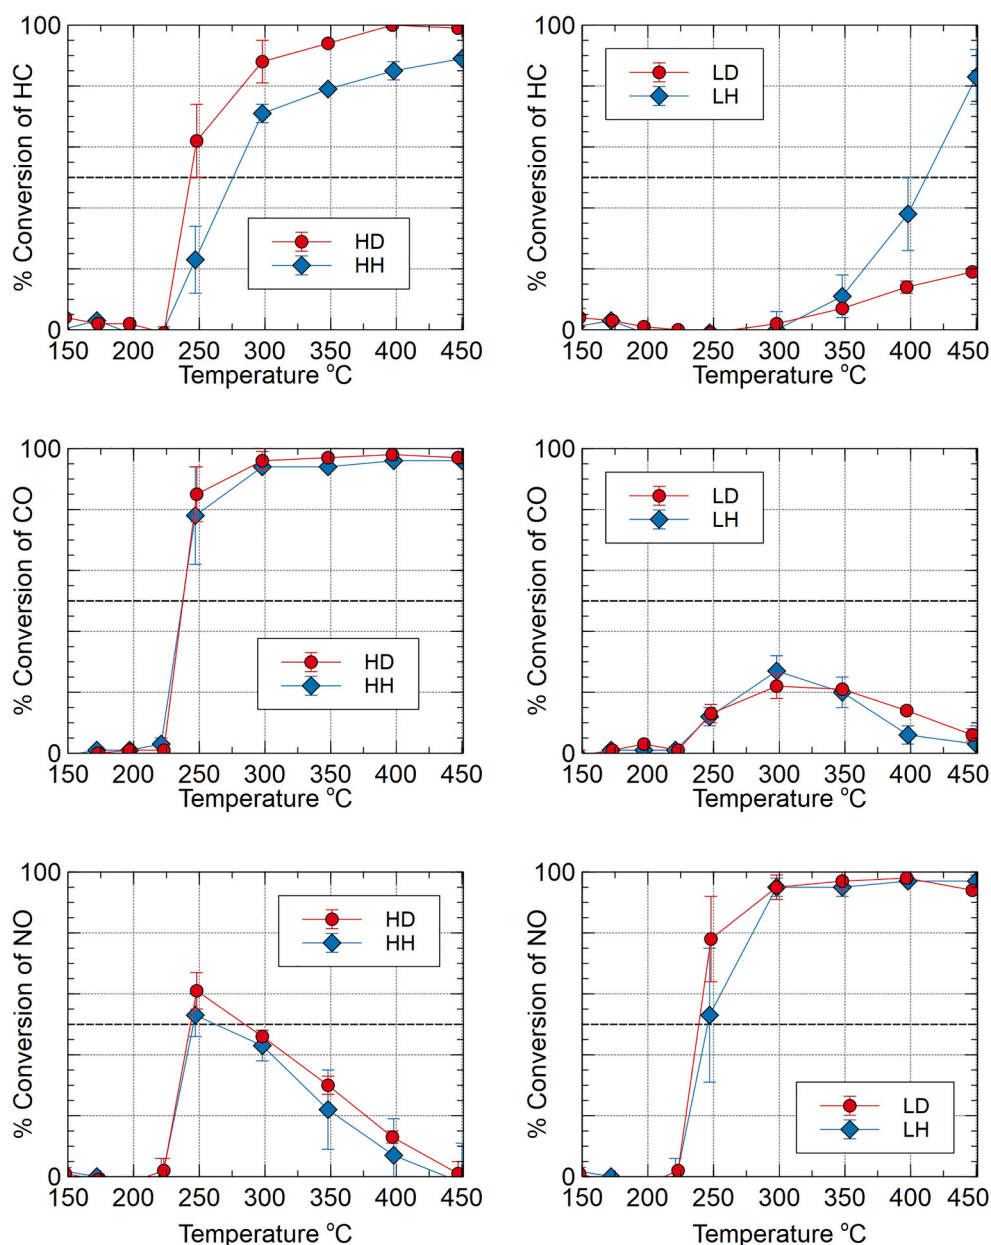 % Conversion of HC
100
0
HD
HH
150 200 250 300 350 400 450
Temperature °C
% Conversion of HC
100
0
LD
LH
150 200 250 300 350 400 450
Temperature °C
% Conversion of CO
100
0
HD
HH
150 200 250 300 350 400 450
Temperature °C
% Conversion of CO
100
0
LD
LH
150 200 250 300 350 400 450
Temperature °C
% Conversion of NO
100
0
HD
HH
150 200 250 300 350 400 450
Temperature °C
% Conversion of NO
100
0
LD
LH
150 200 250 300 350 400 450
Temperature °C